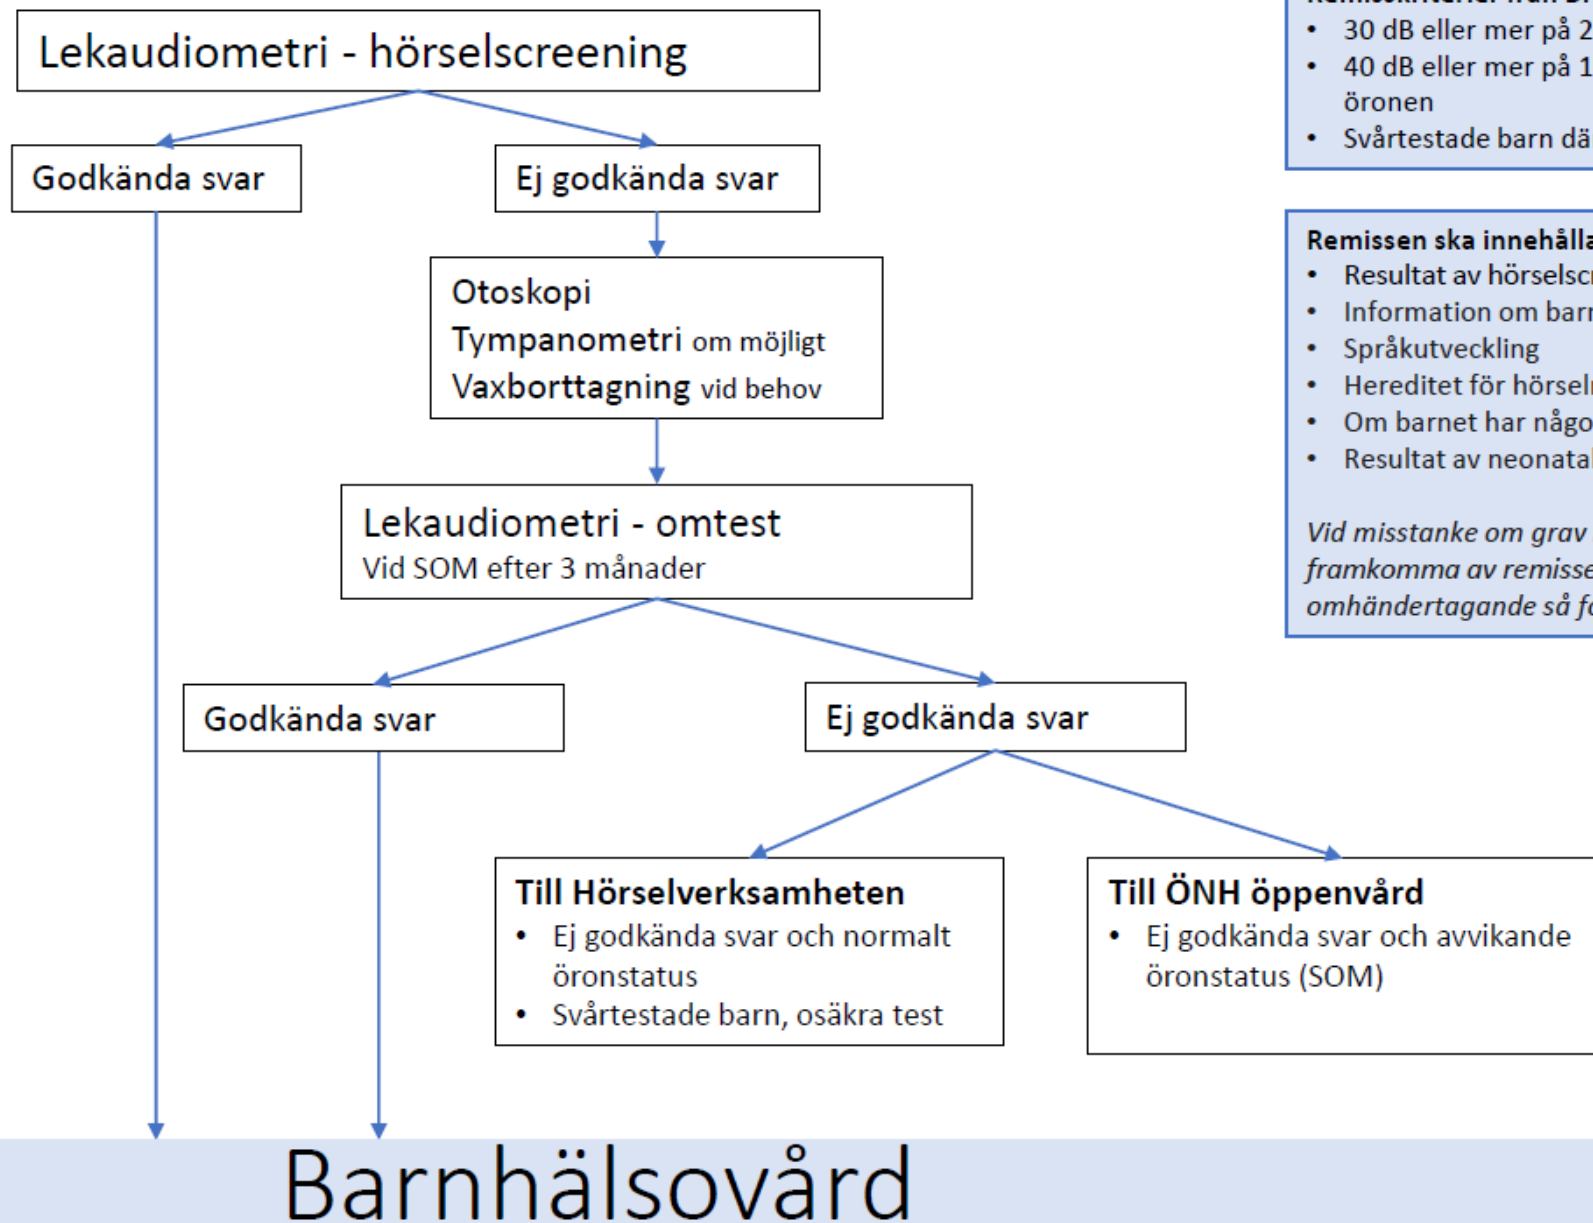 Lekaudiometri - hörselscreening
Godkända svar
Ej godkända svar
Otoskopi
Tympanometri om möjligt
Vaxborttagning vid behov
Lekaudiometri - omtest
Vid SOM efter 3 månader
Godkända svar
Ej godkända svar
Till Hörselverksamheten
• Ej godkända svar och normalt
öronstatus
• Svårtestade barn, osäkra test
Till ÖNH öppenvård
• Ej godkända svar och avvikande
öronstatus (SOM)
Barnhälsovård
• 30 dB eller mer på 2
• 40 dB eller mer på 1
öronen
• Svårtestade barn
Remissen ska innehålla
• Resultat av
• Information om
• Språkutveckling
• Hereditet för
• Om barnet har
• Resultat av
Vid misstanke om grav
framkomma av
omhändertagande så